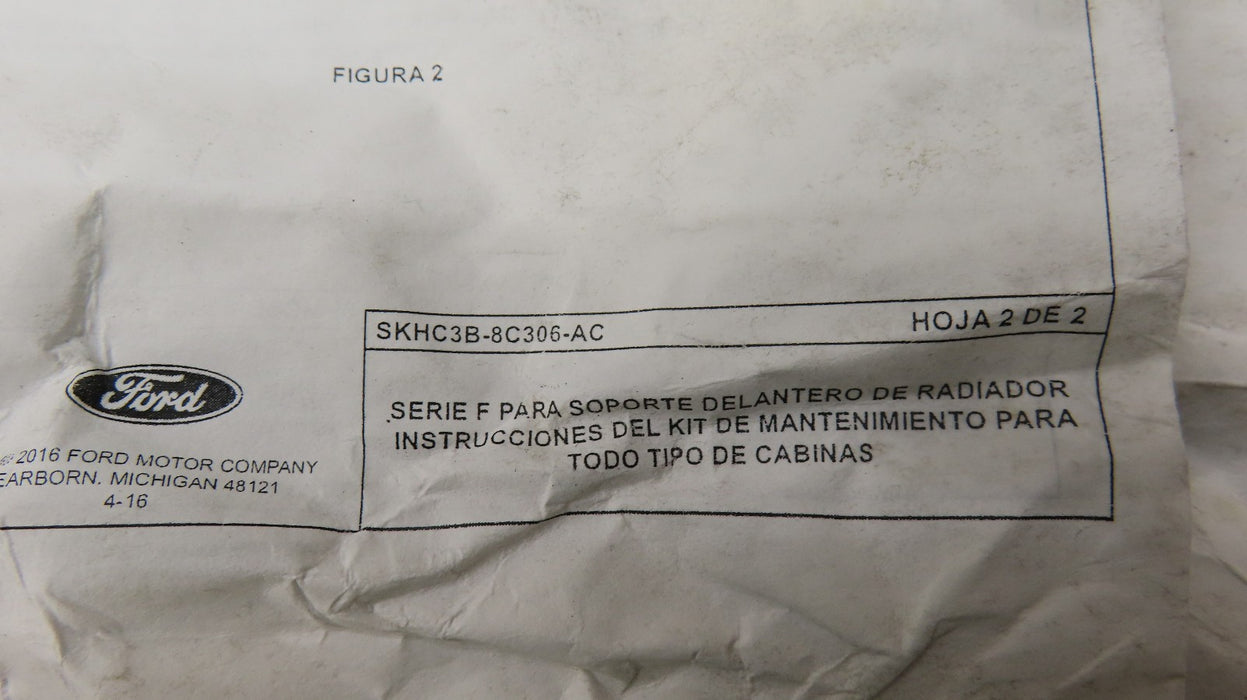 FIGURA 2
SKHC3B-8C306-AC HOJA 2 DE 2
SERIE F PARA SOPORTE DELANTERO DE RADIADOR
INSTRUCCIONES DEL KIT DE MANTENIMIENTO PARA
TODO TIPO DE CABINAS
Ford
2016 FORD MOTOR COMPANY
EARBORN. MICHIGAN 48121
4-16